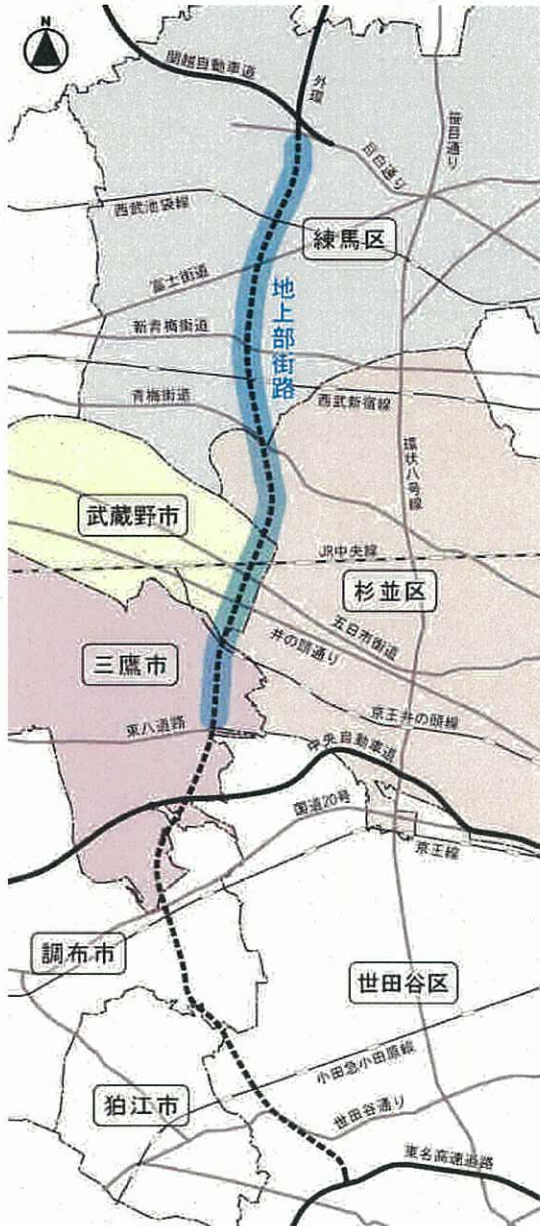 N
関越自動車道
外環
笹目通り
目白通り
西武池袋線
練馬区
富士街道
地上部街路
新青梅街道
青梅街道
西武新宿線
環状八号線
武蔵野市
JR中央線
杉並区
五日市街道
井の頭通り
三鷹市
京王井の頭線
東八道路
中央自動車道
国道20号
京王線
調布市
世田谷区
小田急小田原線
狛江市
世田谷通り
東名高速道路